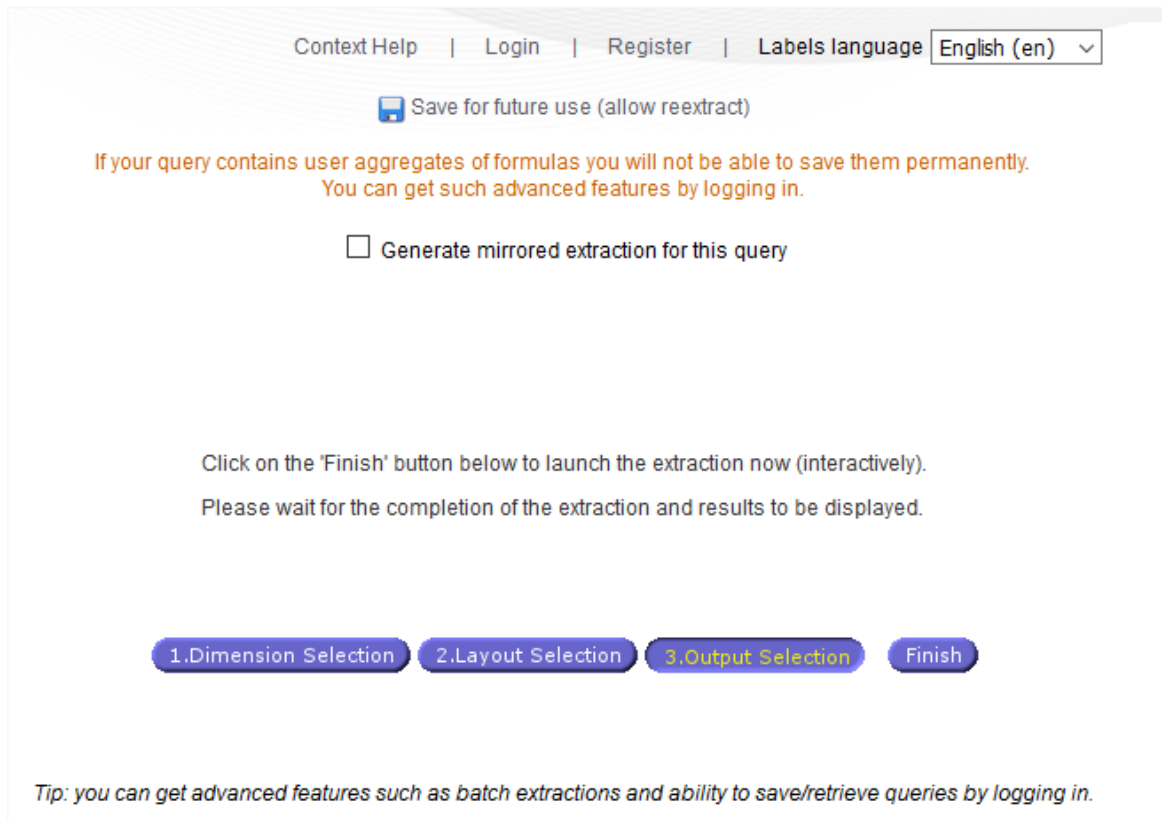 Context Help | Login | Register | Labels language English (en)
Save for future use (allow reextract)
If your query contains user aggregates of formulas you will not be able to save them permanently.
You can get such advanced features by logging in.
Generate mirrored extraction for this query
Click on the 'Finish' button below to launch the extraction now (interactively).
Please wait for the completion of the extraction and results to be displayed.
1.Dimension Selection 2.Layout Selection 3.Output Selection Finish
Tip: you can get advanced features such as batch extractions and ability to save/retrieve queries by logging in.